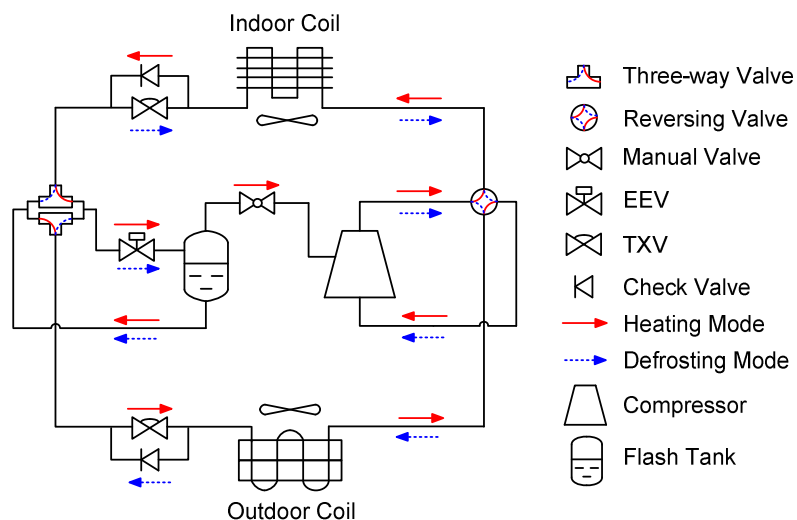 Indoor Coil
Three-way Valve
Reversing Valve
Manual Valve
EEV
TXV
Check Valve
Heating Mode
Defrosting Mode
Compressor
Flash Tank
Outdoor Coil